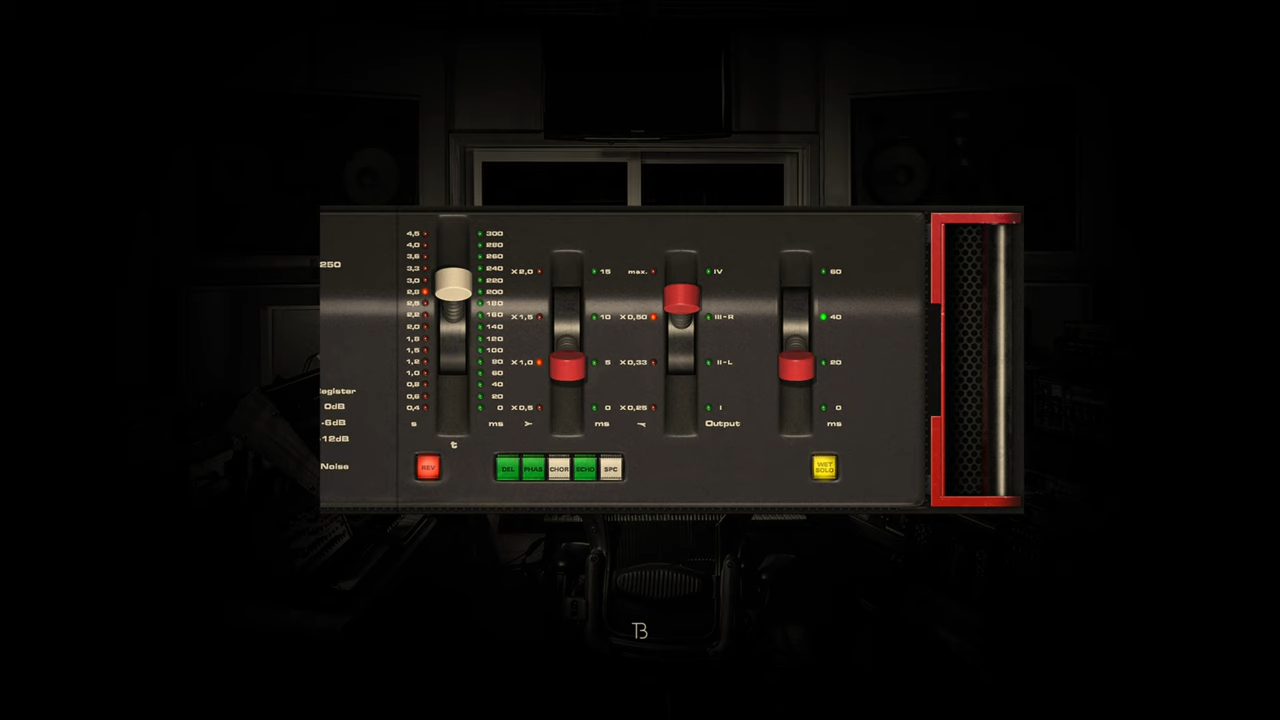 250
egister
0dB
-6dB
-12dB
Noise
4,5
4,0
3,6
3,3
3,0
2,8
2,5
2,2
2,0
1,8
1,5
1,2
1,0
0,8
0,6
0,4
s
t
REV
300
280
260
240
220
200
180
160
140
120
100
80
60
40
20
0
ms
X2,0
X1,5
X1,0
X0,5
15
10
5
0
ms
max.
X0,50
X0,33
X0,25
IV
III-R
II-L
I
Output
60
40
20
0
ms
DEL PHAS CHOR ECHO SPC
WET
SOLO
TB